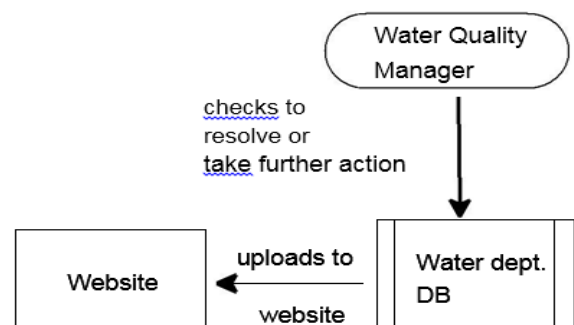 Water Quality
Manager
checks to
resolve or
take further action
Website
uploads to
website
Water dept.
DB